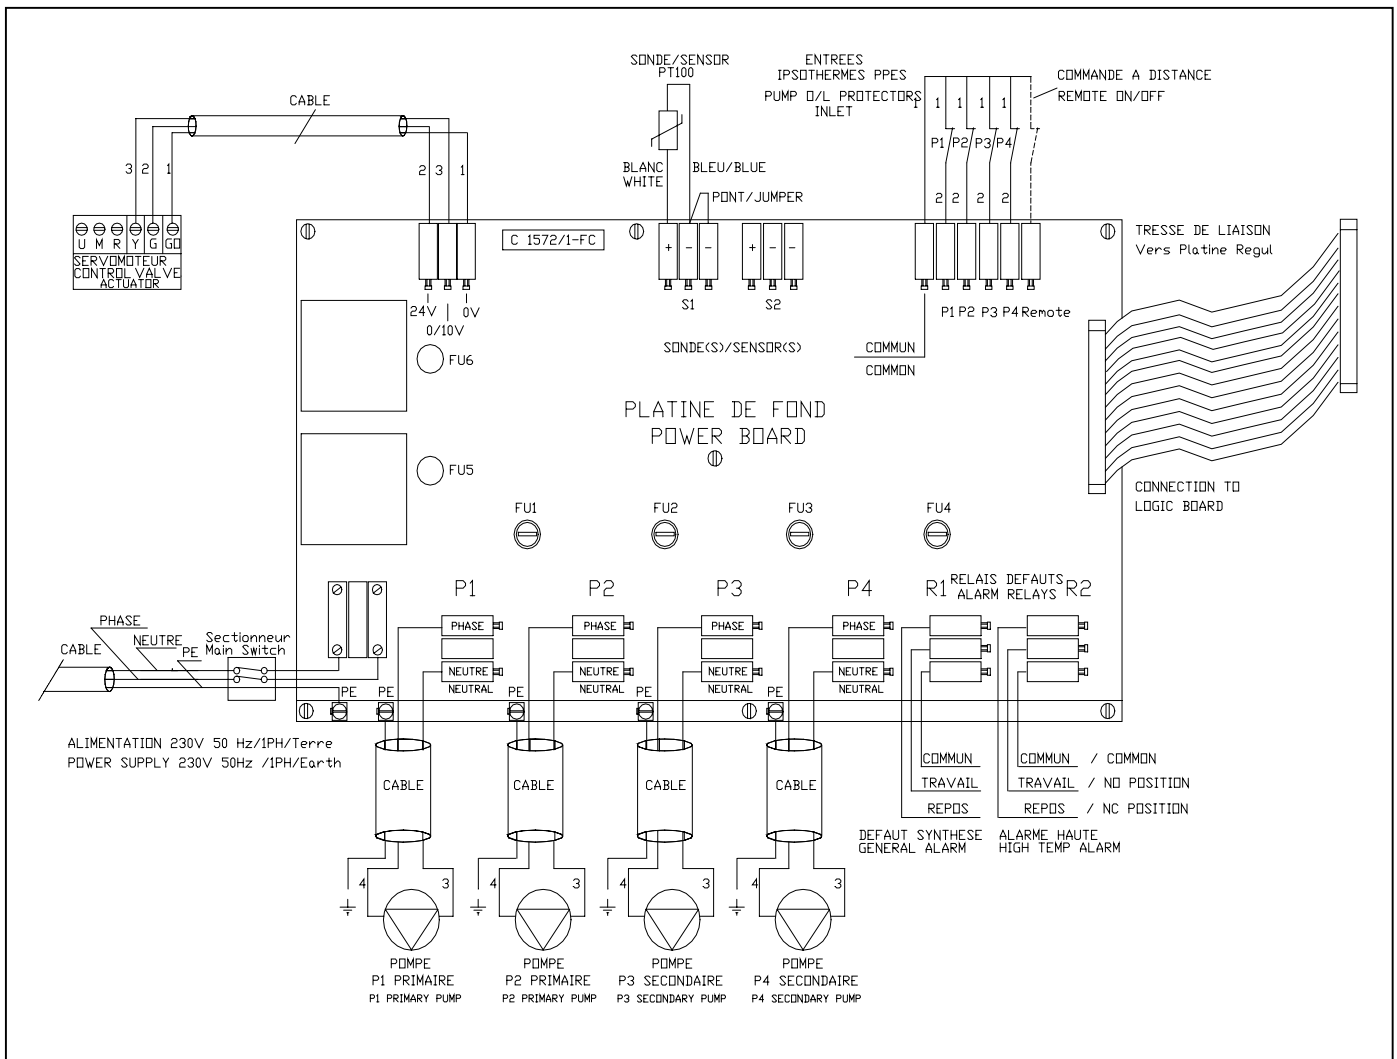 SONDE/SENSOR
PT100
ENTREES
IPSOTHERMES PPES
PUMP O/L PROTECTORS
INLET
COMMANDE A DISTANCE
REMOTE ON/OFF
CABLE
1 1 1 1 1
P1 P2 P3 P4
3 2 1
2 3 1
BLANC
WHITE
BLEU/BLUE
PONT/JUMPER
2 2 2 2
U M R Y G GO
SERVOMOTEUR
CONTROL VALVE
ACTUATOR
C 1572/1-FC
+ - -
+ - -
TRESSE DE LIAISON
Vers Platine Regul
24V 0V
0/10V
S1 S2
P1 P2 P3 P4 Remote
SONDE(S)/SENSOR(S)
COMMUN
COMMON
FU6
PLATINE DE FOND
POWER BOARD
FU5
CONNECTION TO
LOGIC BOARD
FU1 FU2 FU3 FU4
P1 P2 P3 P4 R1 RELAIS DEFAUTS R2
ALARM RELAYS
PHASE PHASE PHASE PHASE
NEUTRE NEUTRE NEUTRE NEUTRE
NEUTRAL NEUTRAL NEUTRAL NEUTRAL
PHASE
NEUTRE
PE
CABLE
Sectionneur
Main Switch
PE PE PE PE PE
ALIMENTATION 230V 50 Hz/1PH/Terre
POWER SUPPLY 230V 50Hz /1PH/Earth
CABLE CABLE CABLE CABLE
COMMUN COMMUN / COMMON
TRAVAIL TRAVAIL / NO POSITION
REPOS REPOS / NC POSITION
DEFAUT SYNTHESE
GENERAL ALARM
ALARME HAUTE
HIGH TEMP ALARM
4 3 4 3 4 3 4 3
POMPE
P1 PRIMAIRE
P1 PRIMARY PUMP
POMPE
P2 PRIMAIRE
P2 PRIMARY PUMP
POMPE
P3 SECONDAIRE
P3 SECONDARY PUMP
POMPE
P4 SECONDAIRE
P4 SECONDARY PUMP